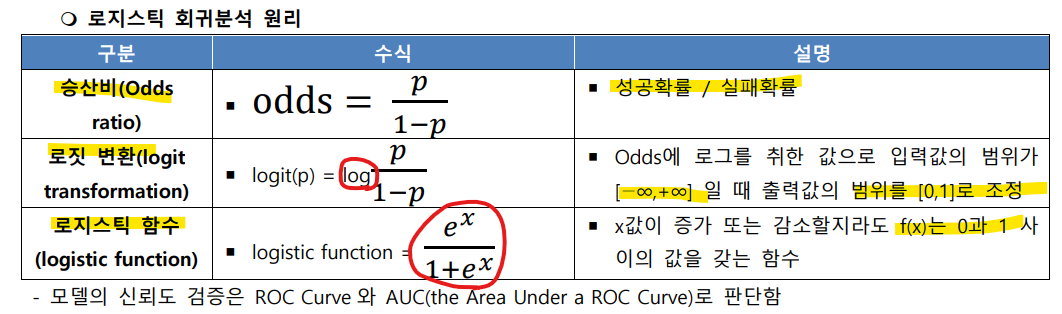 ❍ 로지스틱 회귀분석 원리
구분 수식 설명
승산비(Odds ratio) ▪ odds = p/(1−p) ▪ 성공확률 / 실패확률
로짓 변환(logit transformation) ▪ logit(p) = log p/(1−p) ▪ Odds에 로그를 취한 값으로 입력값의 범위가
[−∞,+∞] 일 때 출력값의 범위를 [0,1]로 조정
로지스틱 함수 (logistic function) ▪ logistic function = e^x/(1+e^x) ▪ x값이 증가 또는 감소할지라도 f(x)는 0과 1 사
이의 값을 갖는 함수
- 모델의 신뢰도 검증은 ROC Curve 와 AUC(the Area Under a ROC Curve)로 판단함